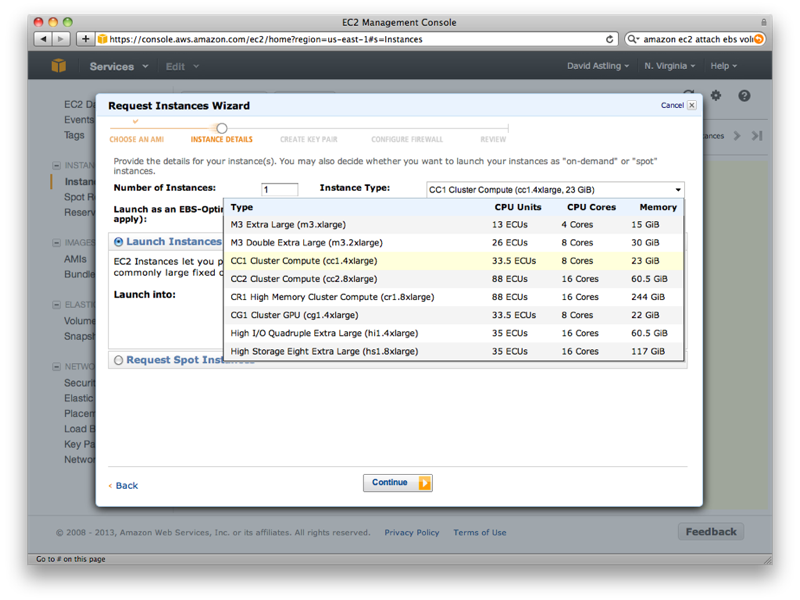 EC2 Management Console
https://console.aws.amazon.com/ec2/home?region=us-east-1#s=Instances
amazon ec2 attach ebs volu
Services
Edit
David Astling
N. Virginia
Help
EC2 Da
Events
Tags
INSTAN
Instan
Spot R
Reserv
IMAGES
AMIs
Bundle
ELASTI
Volume
Snapsh
NETWO
Securit
Elastic
Placem
Load B
Key Pa
Networ
ances
Request Instances Wizard
Cancel
CHOOSE AN AMI
INSTANCE DETAILS
CREATE KEY PAIR
CONFIGURE FIREWALL
REVIEW
Provide the details for your instance(s). You may also decide whether you want to launch your instances as "on-demand" or "spot"
instances.
Number of Instances: 1 Instance Type: CC1 Cluster Compute (cc1.4xlarge, 23 GiB)
Launch as an EBS-Opti
apply):
Type CPU Units CPU Cores Memory
M3 Extra Large (m3.xlarge) 13 ECUs 4 Cores 15 GiB
M3 Double Extra Large (m3.2xlarge) 26 ECUs 8 Cores 30 GiB
CC1 Cluster Compute (cc1.4xlarge) 33.5 ECUs 8 Cores 23 GiB
CC2 Cluster Compute (cc2.8xlarge) 88 ECUs 16 Cores 60.5 GiB
CR1 High Memory Cluster Compute (cr1.8xlarge) 88 ECUs 16 Cores 244 GiB
CG1 Cluster GPU (cg1.4xlarge) 33.5 ECUs 8 Cores 22 GiB
High I/O Quadruple Extra Large (hi1.4xlarge) 35 ECUs 16 Cores 60.5 GiB
High Storage Eight Extra Large (hs1.8xlarge) 35 ECUs 16 Cores 117 GiB
Launch Instances
EC2 Instances let you p
commonly large fixed c
Launch into:
Request Spot Instances
Back
Continue
© 2008 - 2013, Amazon Web Services, Inc. or its affiliates. All rights reserved. Privacy Policy Terms of Use
Feedback
Go to # on this page